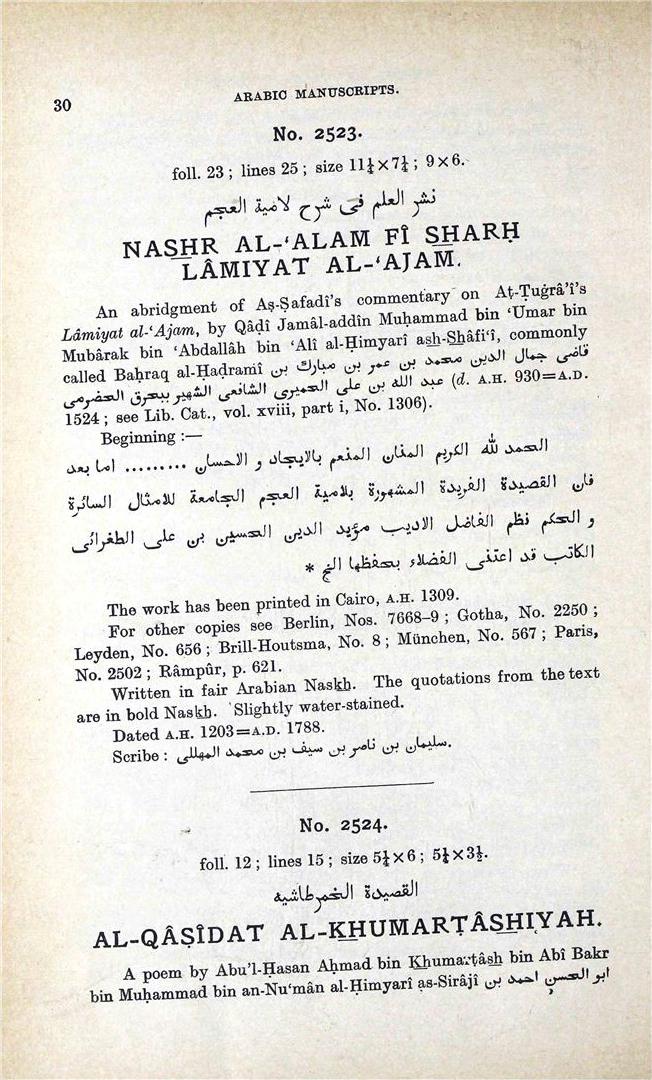 30
ARABIC MANUSCRIPTS.
No. 2523.
foll. 23 ; lines 25 ; size 11¼ × 7¼ ; 9 × 6.
نشر العلم فى شرح لامية العجم
NASHR AL-‘ALAM FÎ SHARḤ
LÂMIYAT AL-‘AJAM.
An abridgment of Aṣ-Ṣafadî’s commentary on Aṭ-Ṭuġrâ’î’s
Lâmiyat al-‘Ajam, by Qâḍî Jamâl-addîn Muḥammad bin ‘Umar bin
Mubârak bin ‘Abdallâh bin ‘Alî al-Ḥimyarî ash-Shâfi‘î, commonly
called Baḥraq al-Ḥaḍramî قاضى جمال الدين محمد بن عمر بن مبارك بن
عبد الله بن على الحميرى الشافعى الشهير ببحرق الحضرمى (d. A.H. 930=A.D.
1524 ; see Lib. Cat., vol. xviii, part i, No. 1306).
Beginning :—
الحمد لله الكريم المنان المنعم بالايجاد و الاحسان ......... اما بعد
فان القصيدة الفريدة المشهورة بلامية العجم الجامعة للامثال السائرة
و الحكم نظم الفاضل الاديب مؤيد الدين الحسين بن على الطغرائى
الكاتب قد اعتنى الفضلاء بحفظها الخ *
The work has been printed in Cairo, A.H. 1309.
For other copies see Berlin, Nos. 7668–9 ; Gotha, No. 2250 ;
Leyden, No. 656 ; Brill-Houtsma, No. 8 ; München, No. 567 ; Paris,
No. 2502 ; Râmpûr, p. 621.
Written in fair Arabian Naskh. The quotations from the text
are in bold Naskh. Slightly water-stained.
Dated A.H. 1203=A.D. 1788.
Scribe : سليمان بن ناصر بن سيف بن محمد المهللى.
No. 2524.
foll. 12 ; lines 15 ; size 5¼ × 6 ; 5¼ × 3½.
القصيدة الخمرطاشيه
AL-QÂṢÎDAT AL-KHUMARṬÂSHIYAH.
A poem by Abu’l-Ḥasan Aḥmad bin Khumarṭâsh bin Abî Bakr
bin Muḥammad bin an-Nu‘mân al-Ḥimyarî as-Sirâjî ابو الحسن احمد بن